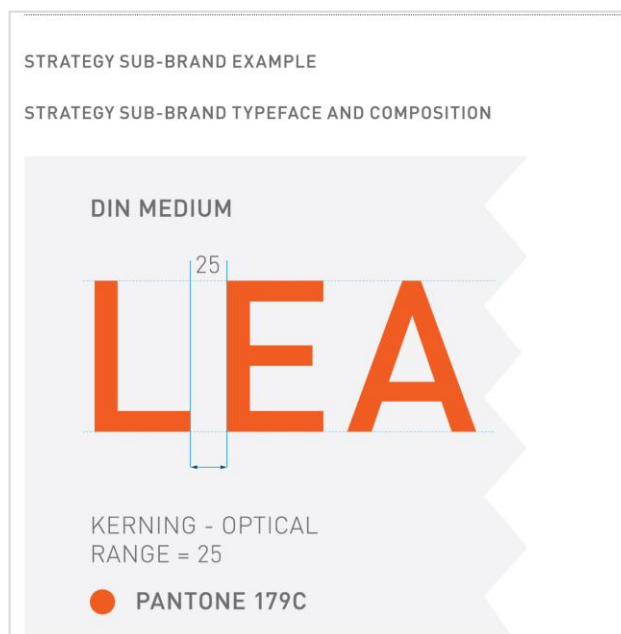 STRATEGY SUB-BRAND EXAMPLE
STRATEGY SUB-BRAND TYPEFACE AND COMPOSITION
DIN MEDIUM
25
LEA
KERNING - OPTICAL
RANGE = 25
PANTONE 179C